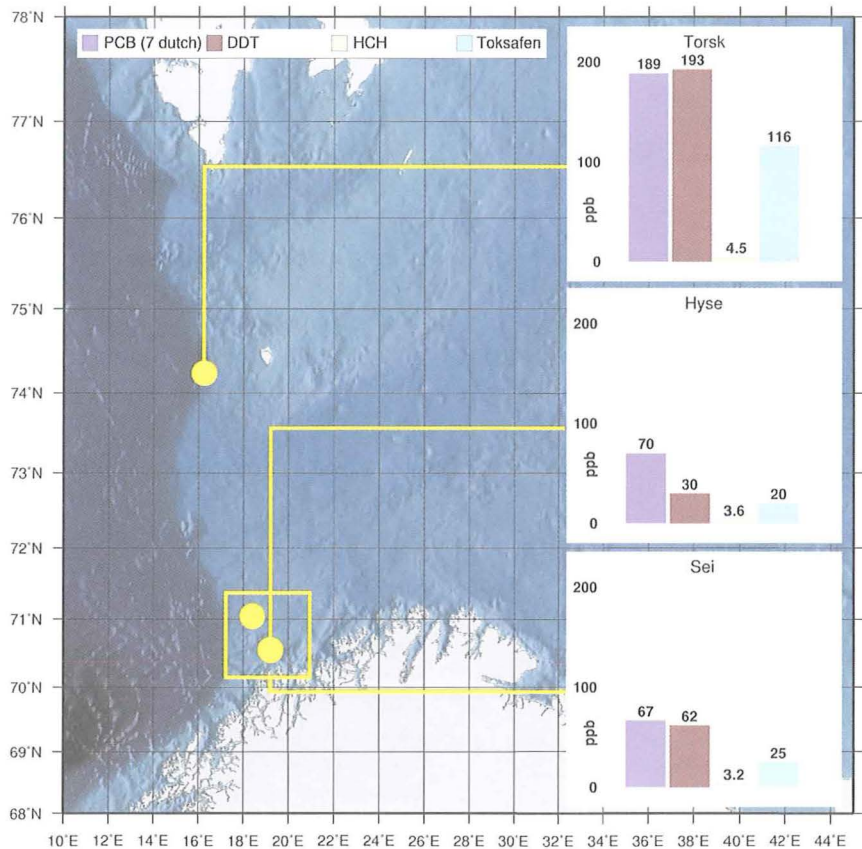 78°N
77°N
76°N
75°N
74°N
73°N
72°N
71°N
70°N
69°N
68°N
PCB (7 dutch) DDT HCH Toksafen
Torsk
200
100
0
ppb
189 193 4.5 116
Hyse
200
100
0
ppb
70 30 3.6 20
Sei
200
100
0
ppb
67 62 3.2 25
10°E 12°E 14°E 16°E 18°E 20°E 22°E 24°E 26°E 28°E 30°E 32°E 34°E 36°E 38°E 40°E 42°E 44°E